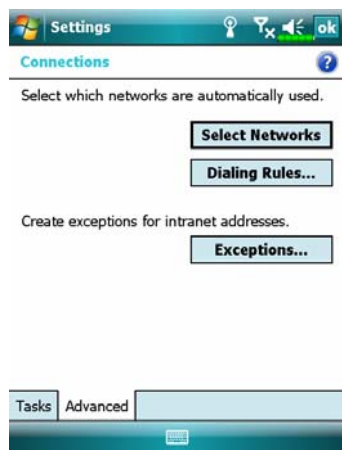 Settings
ok
Connections
?
Select which networks are automatically used.
Select Networks
Dialing Rules...
Create exceptions for intranet addresses.
Exceptions...
Tasks Advanced